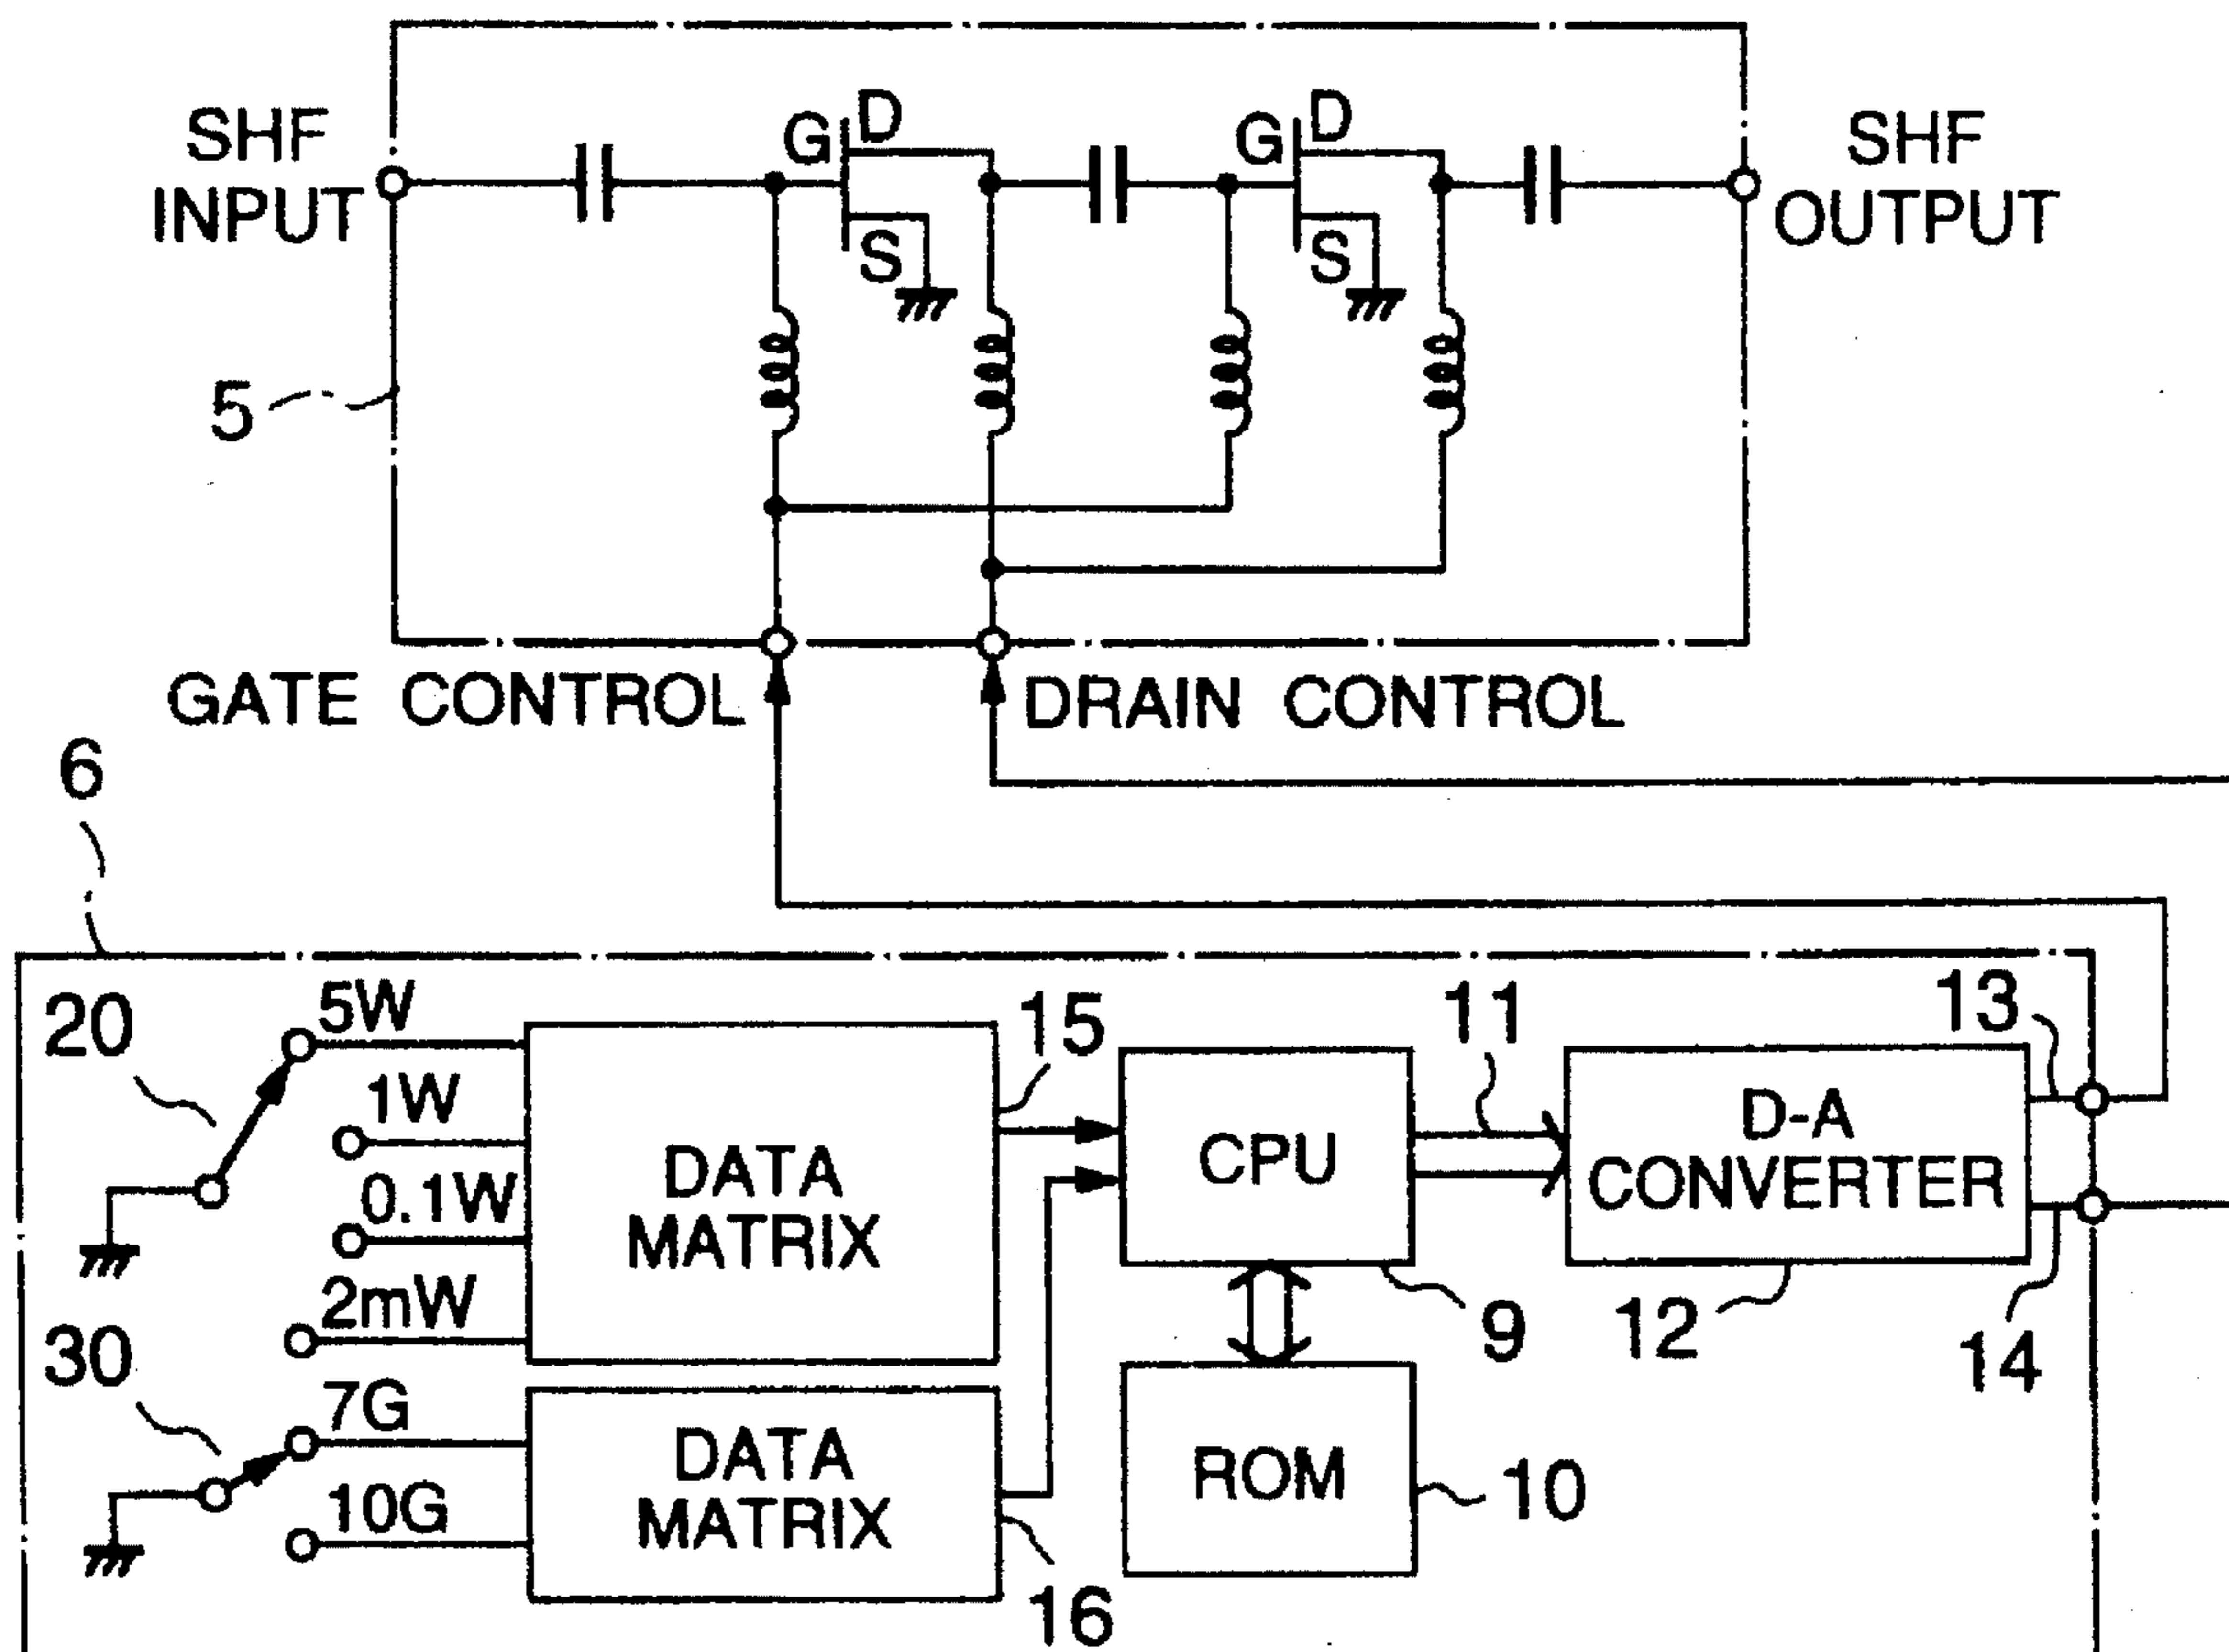 SHF
INPUT
G D
S
G D
S
SHF
OUTPUT
5
GATE CONTROL
DRAIN CONTROL
6
20
5W
1W
0.1W
2mW
DATA
MATRIX
15
CPU
9
11
D-A
CONVERTER
12
13
14
30
7G
10G
DATA
MATRIX
16
ROM
10